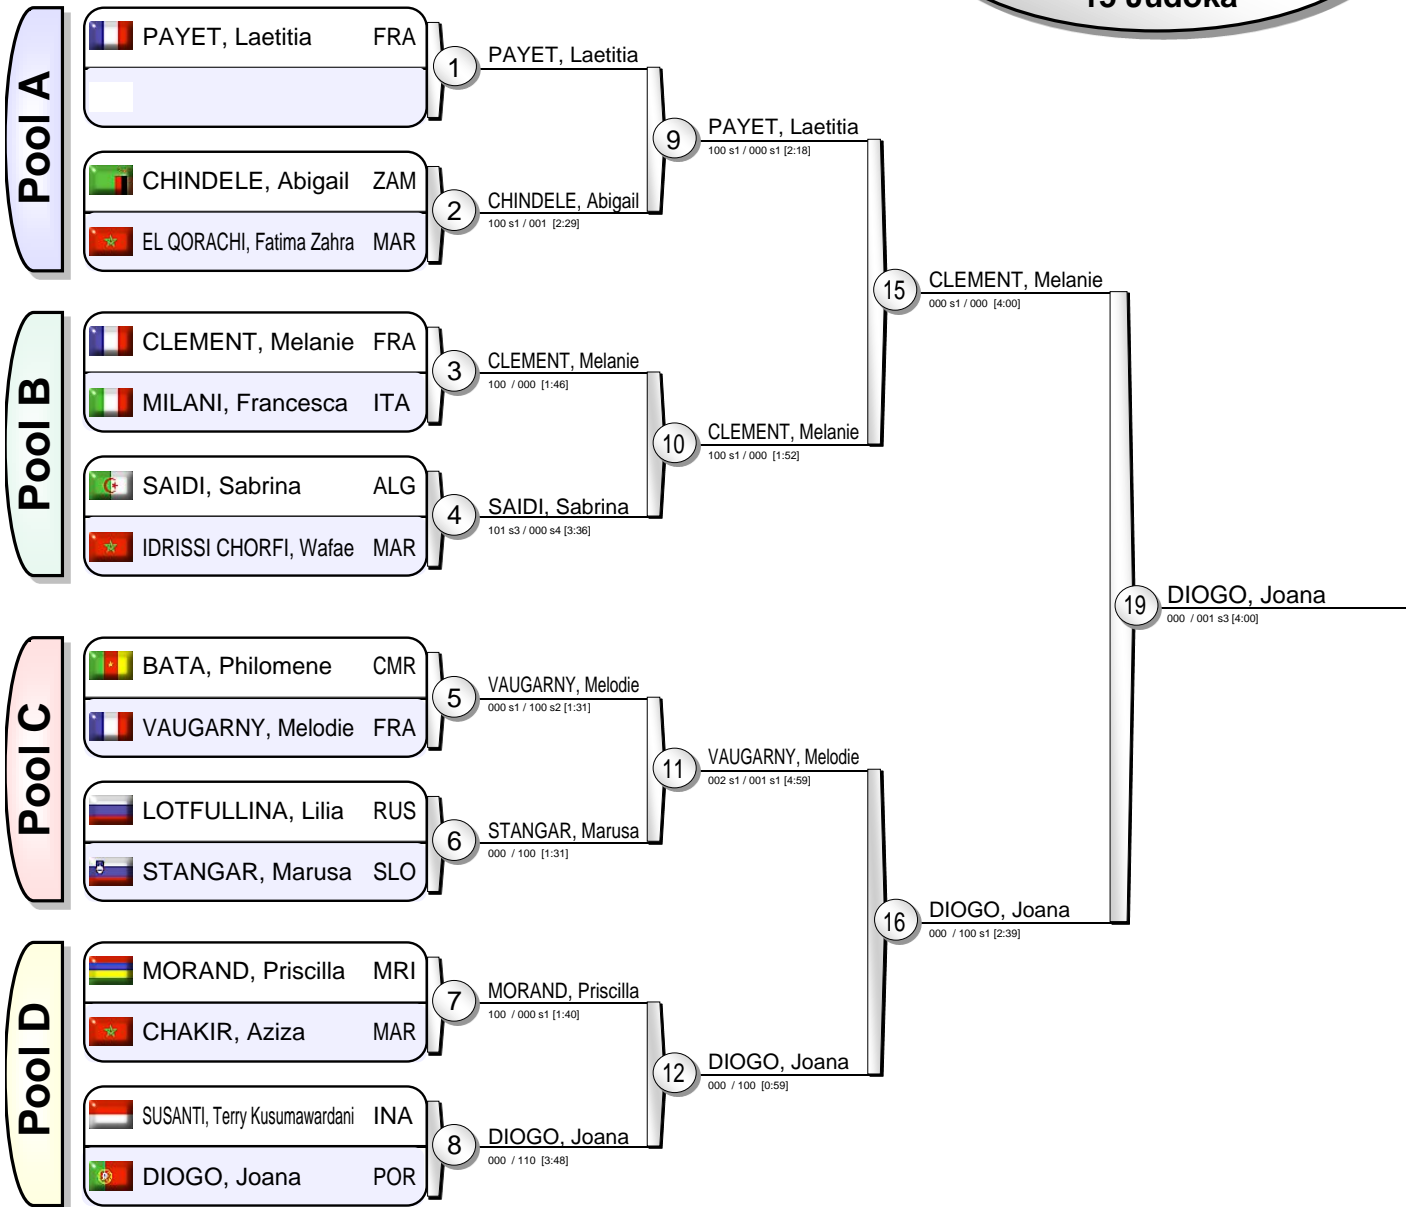 15 Judoka
Pool A
PAYET, Laetitia FRA
1
PAYET, Laetitia
CHINDELE, Abigail ZAM
EL QORACHI, Fatima Zahra MAR
2
CHINDELE, Abigail
100 s1 / 001 [2:29]
9
PAYET, Laetitia
100 s1 / 000 s1 [2:18]
Pool B
CLEMENT, Melanie FRA
MILANI, Francesca ITA
3
CLEMENT, Melanie
100 / 000 [1:46]
SAIDI, Sabrina ALG
IDRISSI CHORFI, Wafae MAR
4
SAIDI, Sabrina
101 s3 / 000 s4 [3:36]
10
CLEMENT, Melanie
100 s1 / 000 [1:52]
15
CLEMENT, Melanie
000 s1 / 000 [4:00]
Pool C
BATA, Philomene CMR
VAUGARNY, Melodie FRA
5
VAUGARNY, Melodie
000 s1 / 100 s2 [1:31]
LOTFULLINA, Lilia RUS
STANGAR, Marusa SLO
6
STANGAR, Marusa
000 / 100 [1:31]
11
VAUGARNY, Melodie
002 s1 / 001 s1 [4:59]
Pool D
MORAND, Priscilla MRI
CHAKIR, Aziza MAR
7
MORAND, Priscilla
100 / 000 s1 [1:40]
SUSANTI, Terry Kusumawardani INA
DIOGO, Joana POR
8
DIOGO, Joana
000 / 110 [3:48]
12
DIOGO, Joana
000 / 100 [0:59]
16
DIOGO, Joana
000 / 100 s1 [2:39]
19
DIOGO, Joana
000 / 001 s3 [4:00]